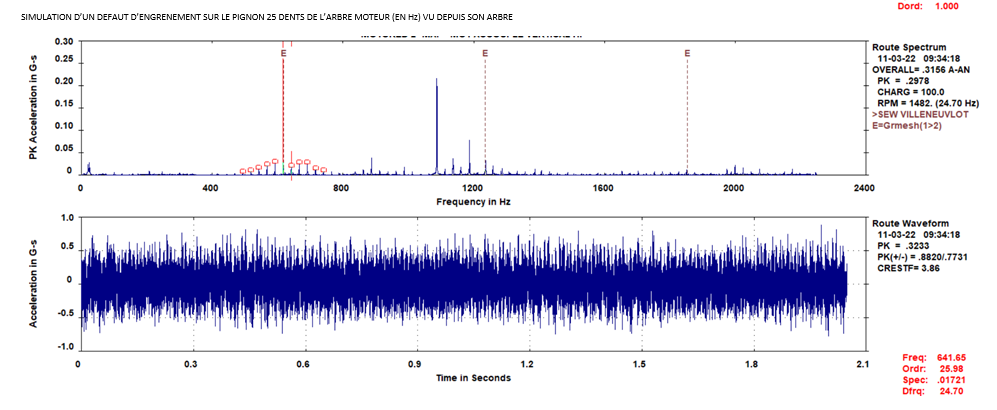 Dord: 1.000
SIMULATION D'UN DEFAUT D'ENGRENEMENT SUR LE PIGNON 25 DENTS DE L'ARBRE MOTEUR (EN Hz) VU DEPUIS SON ARBRE
PK Acceleration in G-s
0.30
0.25
0.20
0.15
0.10
0.05
0
E E E
0 400 800 1200 1600 2000 2400
Frequency in Hz
Route Spectrum
11-03-22 09:34:18
OVERALL= .3156 A-AN
PK = .2978
CHARG = 100.0
RPM = 1482. (24.70 Hz)
>SEW VILLENEUVLOT
E=Grmesh(1>2)
Acceleration in G-s
1.0
0.5
0
-0.5
-1.0
0 0.3 0.6 0.9 1.2 1.5 1.8 2.1
Time in Seconds
Route Waveform
11-03-22 09:34:18
PK = .3233
PK(+/-) = .8820/.7731
CRESTF= 3.86
Freq: 641.65
Ordr: 25.98
Spec: .01721
Dfrq: 24.70